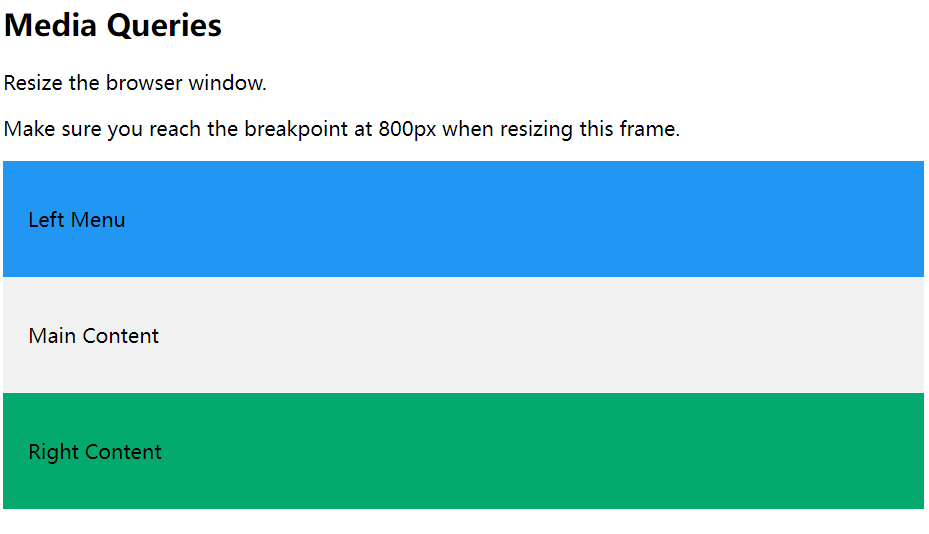 Media Queries
Resize the browser window.
Make sure you reach the breakpoint at 800px when resizing this frame.
Left Menu
Main Content
Right Content